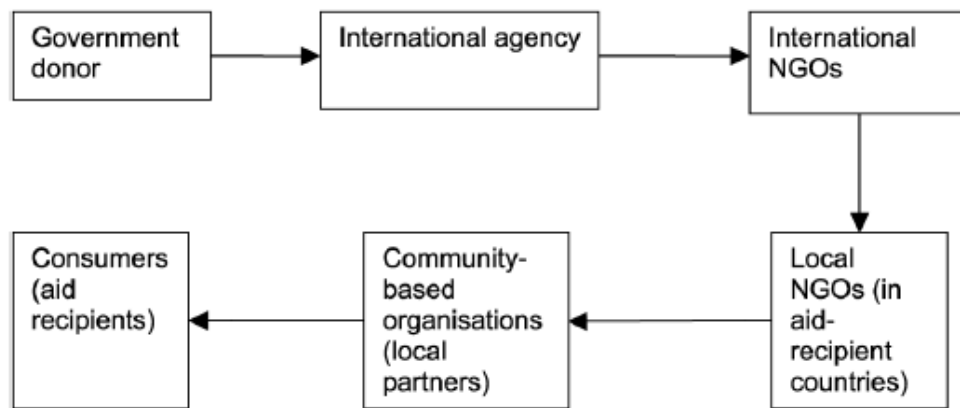 Government
donor
International agency
International
NGOs
Local
NGOs (in
aid-
recipient
countries)
Community-
based
organisations
(local
partners)
Consumers
(aid
recipients)